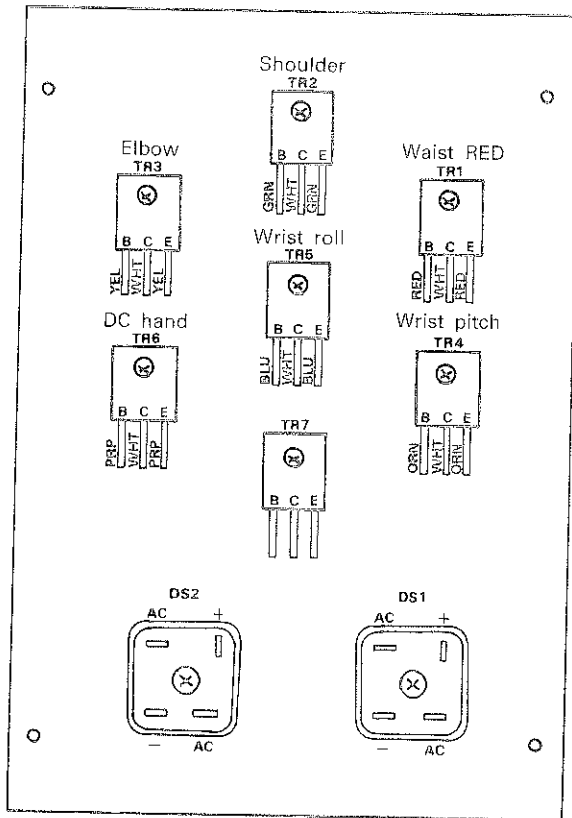 Shoulder
TR2
B C E
GRN WHT GRN
Elbow
TR3
B C E
YEL WHT YEL
Waist RED
TR1
B C E
RED WHT RED
Wrist roll
TR5
B C E
BLU WHT BLU
DC hand
TR6
B C E
PRP WHT PRP
Wrist pitch
TR4
B C E
ORN WHT ORN
TR7
B C E
DS2
AC +
− AC
DS1
AC +
− AC